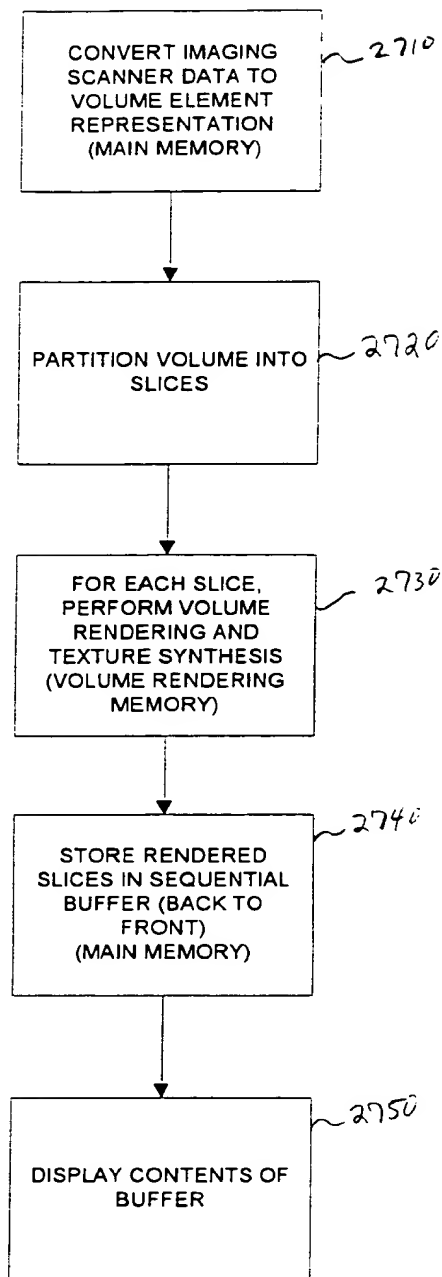 CONVERT IMAGING
SCANNER DATA TO
VOLUME ELEMENT
REPRESENTATION
(MAIN MEMORY)
2710
PARTITION VOLUME INTO
SLICES
2720
FOR EACH SLICE,
PERFORM VOLUME
RENDERING AND
TEXTURE SYNTHESIS
(VOLUME RENDERING
MEMORY)
2730
STORE RENDERED
SLICES IN SEQUENTIAL
BUFFER (BACK TO
FRONT)
(MAIN MEMORY)
2740
DISPLAY CONTENTS OF
BUFFER
2750